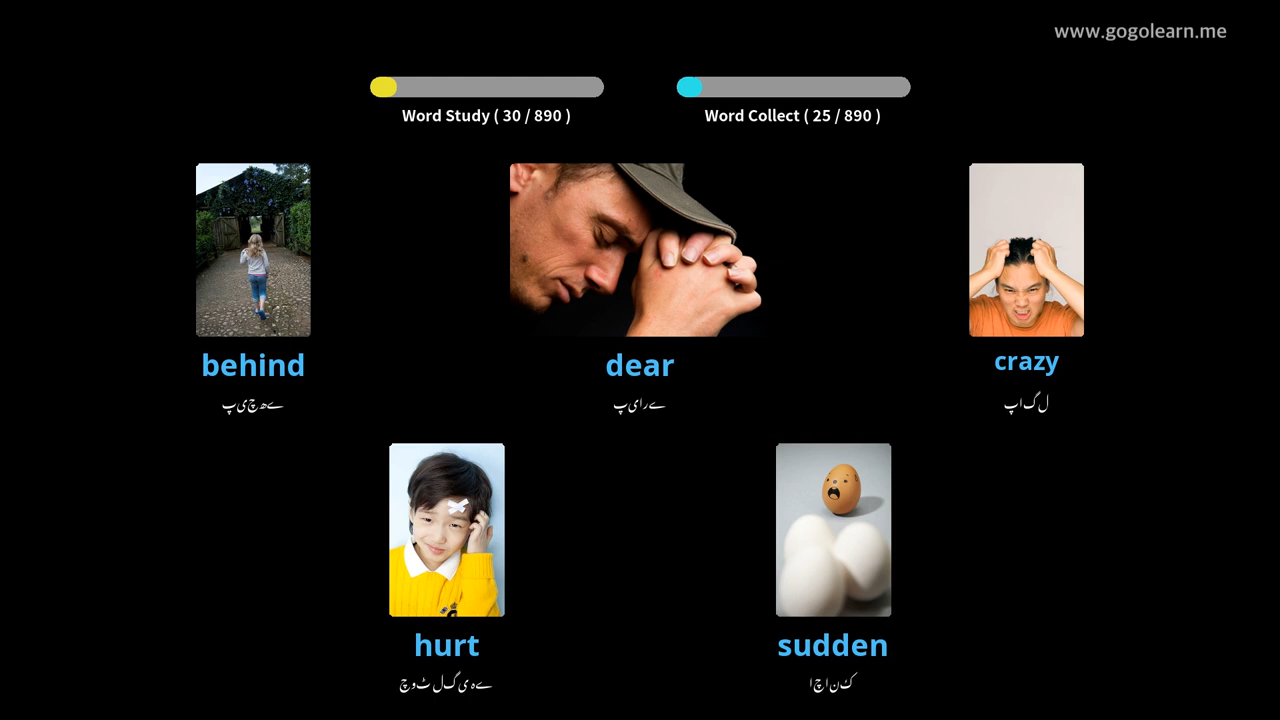 www.gogolearn.me
Word Study ( 30 / 890 )
Word Collect ( 25 / 890 )
behind
پیچھے
dear
پیارے
crazy
پاگل
hurt
چوٹ لگی ہے
sudden
اچانک